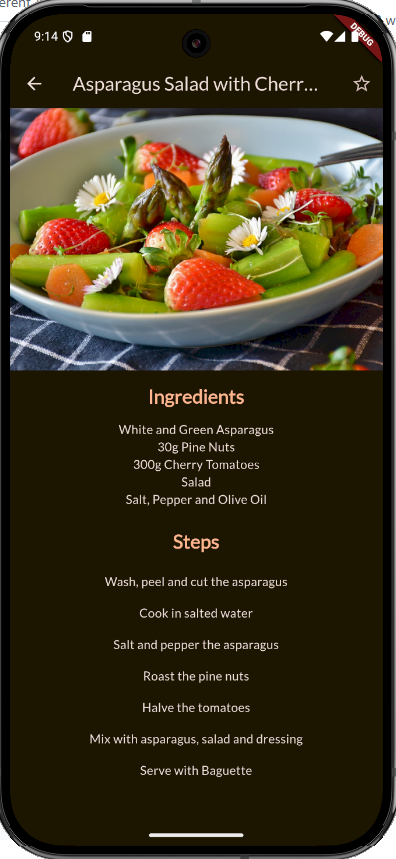 erent
w
9:14
DEBUG
Asparagus Salad with Cherr...
Ingredients
White and Green Asparagus
30g Pine Nuts
300g Cherry Tomatoes
Salad
Salt, Pepper and Olive Oil
Steps
Wash, peel and cut the asparagus
Cook in salted water
Salt and pepper the asparagus
Roast the pine nuts
Halve the tomatoes
Mix with asparagus, salad and dressing
Serve with Baguette